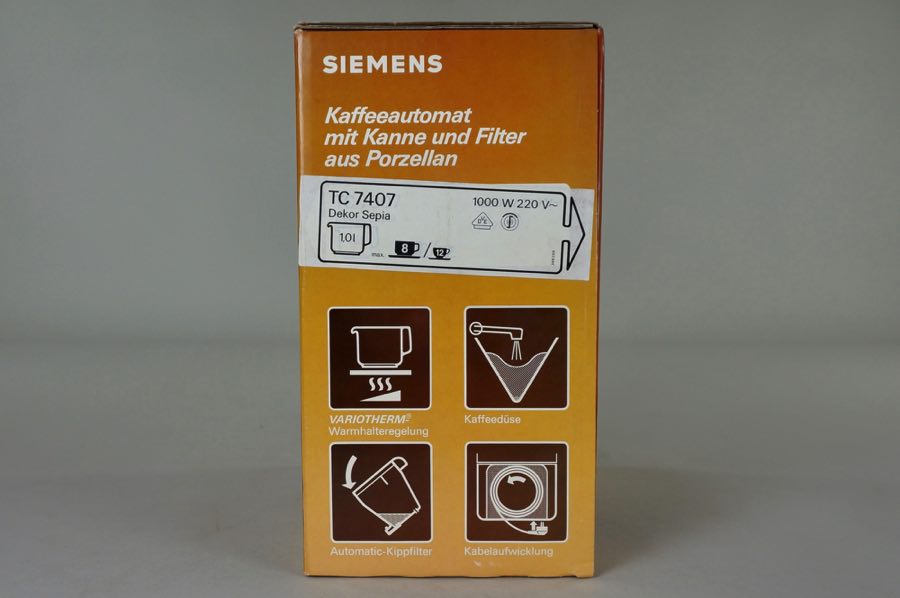 SIEMENS
Kaffeeautomat
mit Kanne und Filter
aus Porzellan
TC 7407
1000 W 220 V~
Dekor Sepia
1.0 l
max. 8 / 12
VARIOTHERM®
Warmhalteregelung
Kaffeedüse
Automatic-Kippfilter
Kabelaufwicklung